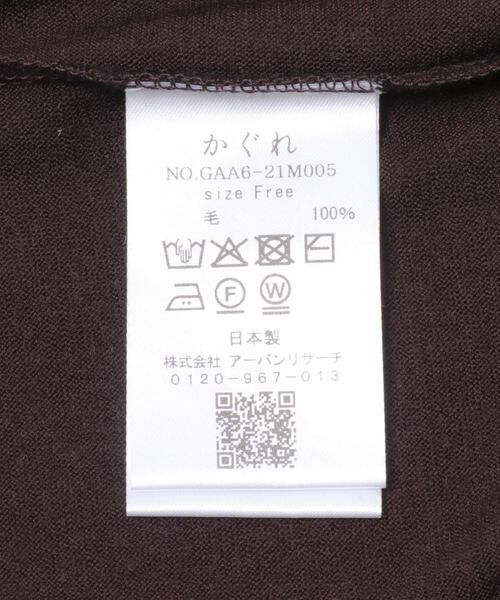 かぐれ
NO.GAA6-21M005
size Free
毛 100%
F W
日本製
株式会社 アーバンリサーチ
0120-967-013